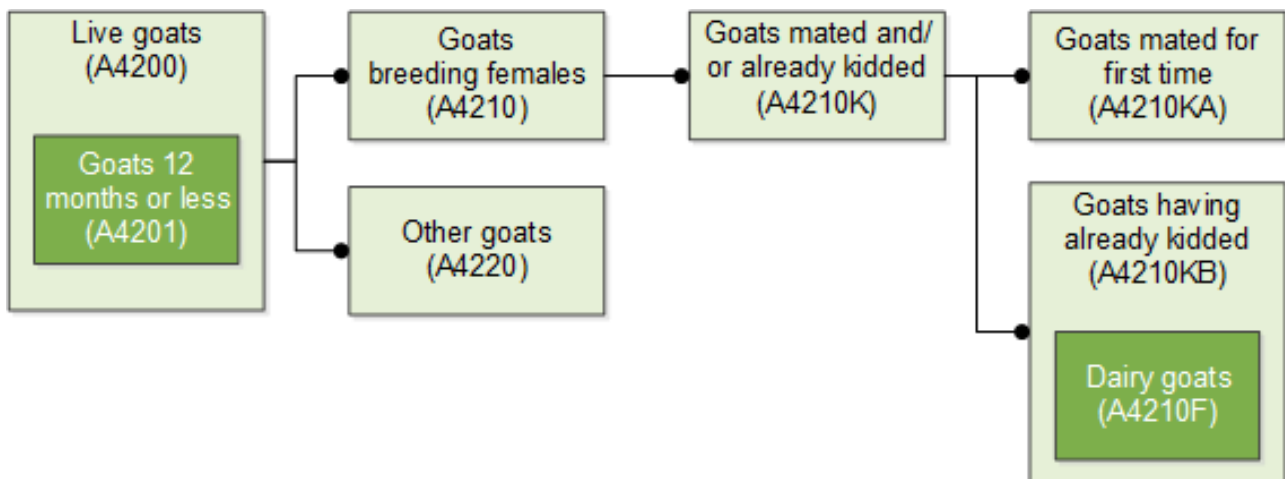 Live goats
(A4200)
Goats 12
months or less
(A4201)
Goats
breeding females
(A4210)
Other goats
(A4220)
Goats mated and/
or already kidded
(A4210K)
Goats mated for
first time
(A4210KA)
Goats having
already kidded
(A4210KB)
Dairy goats
(A4210F)